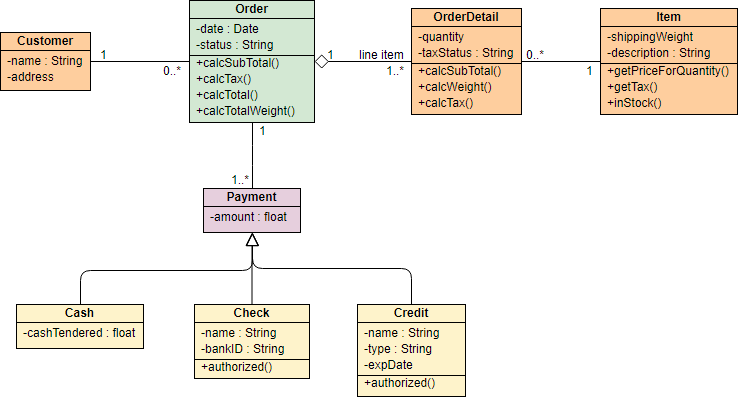 Customer
-name : String
-address
1
0..*
Order
-date : Date
-status : String
+calcSubTotal()
+calcTax()
+calcTotal()
+calcTotalWeight()
1
line item
1..*
OrderDetail
-quantity
-taxStatus : String
+calcSubTotal()
+calcWeight()
+calcTax()
0..*
1
Item
-shippingWeight
-description : String
+getPriceForQuantity()
+getTax()
+inStock()
1
1..*
Payment
-amount : float
Cash
-cashTendered : float
Check
-name : String
-bankID : String
+authorized()
Credit
-name : String
-type : String
-expDate
+authorized()